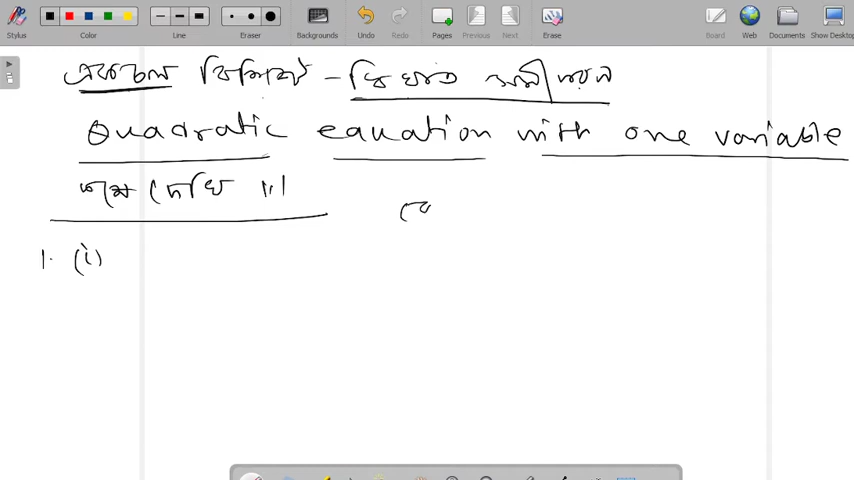 Stylus Color Line Eraser Backgrounds Undo Redo Pages Previous Next Erase Board Web Documents Show Desktop
একচল বিশিষ্ট – দ্বিঘাত সমীকরণ
Quadratic equation with one variable
কষে দেখি 1.1
1. (i)